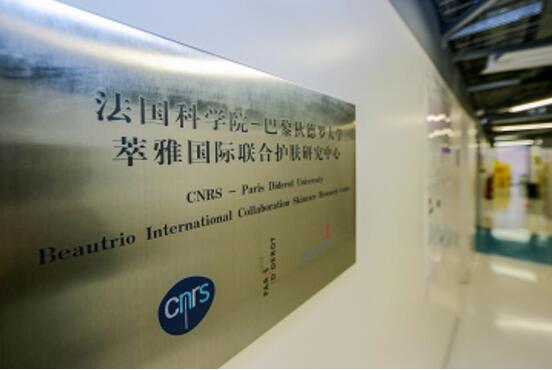 法国科学院-巴黎狄德罗大学
萃雅国际联合护肤研究中心
CNRS - Paris Diderot University
Beautrio International Collaboration Skincare Research Centre
cnrs
PARIS
DIDEROT